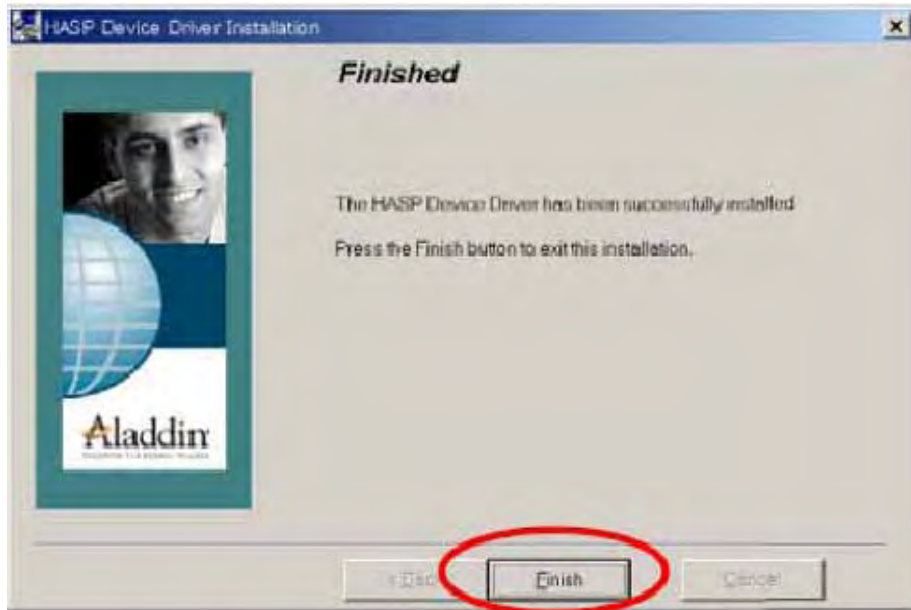 HASP Device Driver Installation
Finished
The HASP Device Driver has been successfully installed
Press the Finish button to exit this installation.
Aladdin
< Back
Finish
Cancel